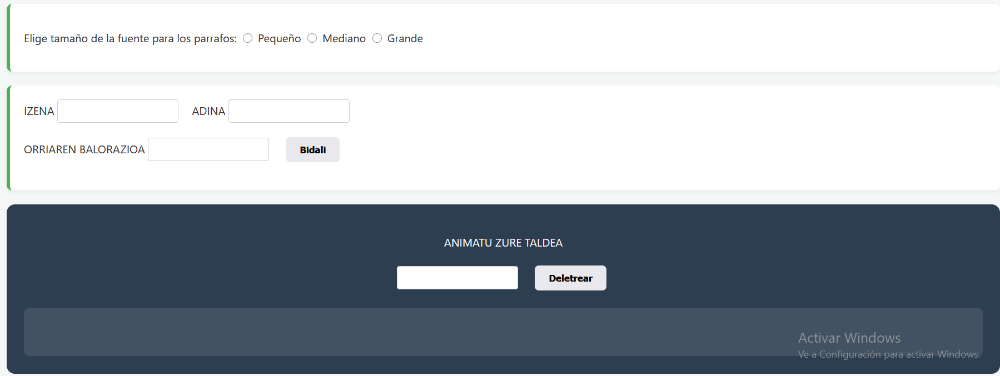 Elige tamaño de la fuente para los parrafos: Pequeño Mediano Grande
IZENA ADINA
ORRIAREN BALORAZIOA Bidali
ANIMATU ZURE TALDEA
Deletrear
Activar Windows
Ve a Configuración para activar Windows.